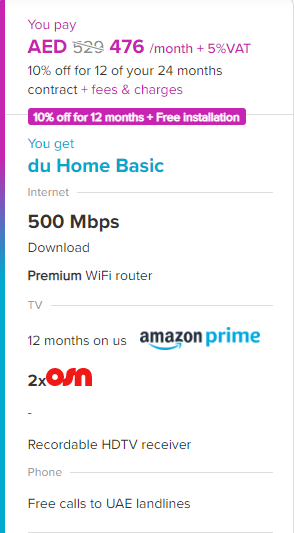 You pay
AED 529 476 /month + 5%VAT
10% off for 12 of your 24 months
contract + fees & charges
10% off for 12 months + Free installation
You get
du Home Basic
Internet
500 Mbps
Download
Premium WiFi router
TV
12 months on us amazon prime
2x OSN
-
Recordable HDTV receiver
Phone
Free calls to UAE landlines